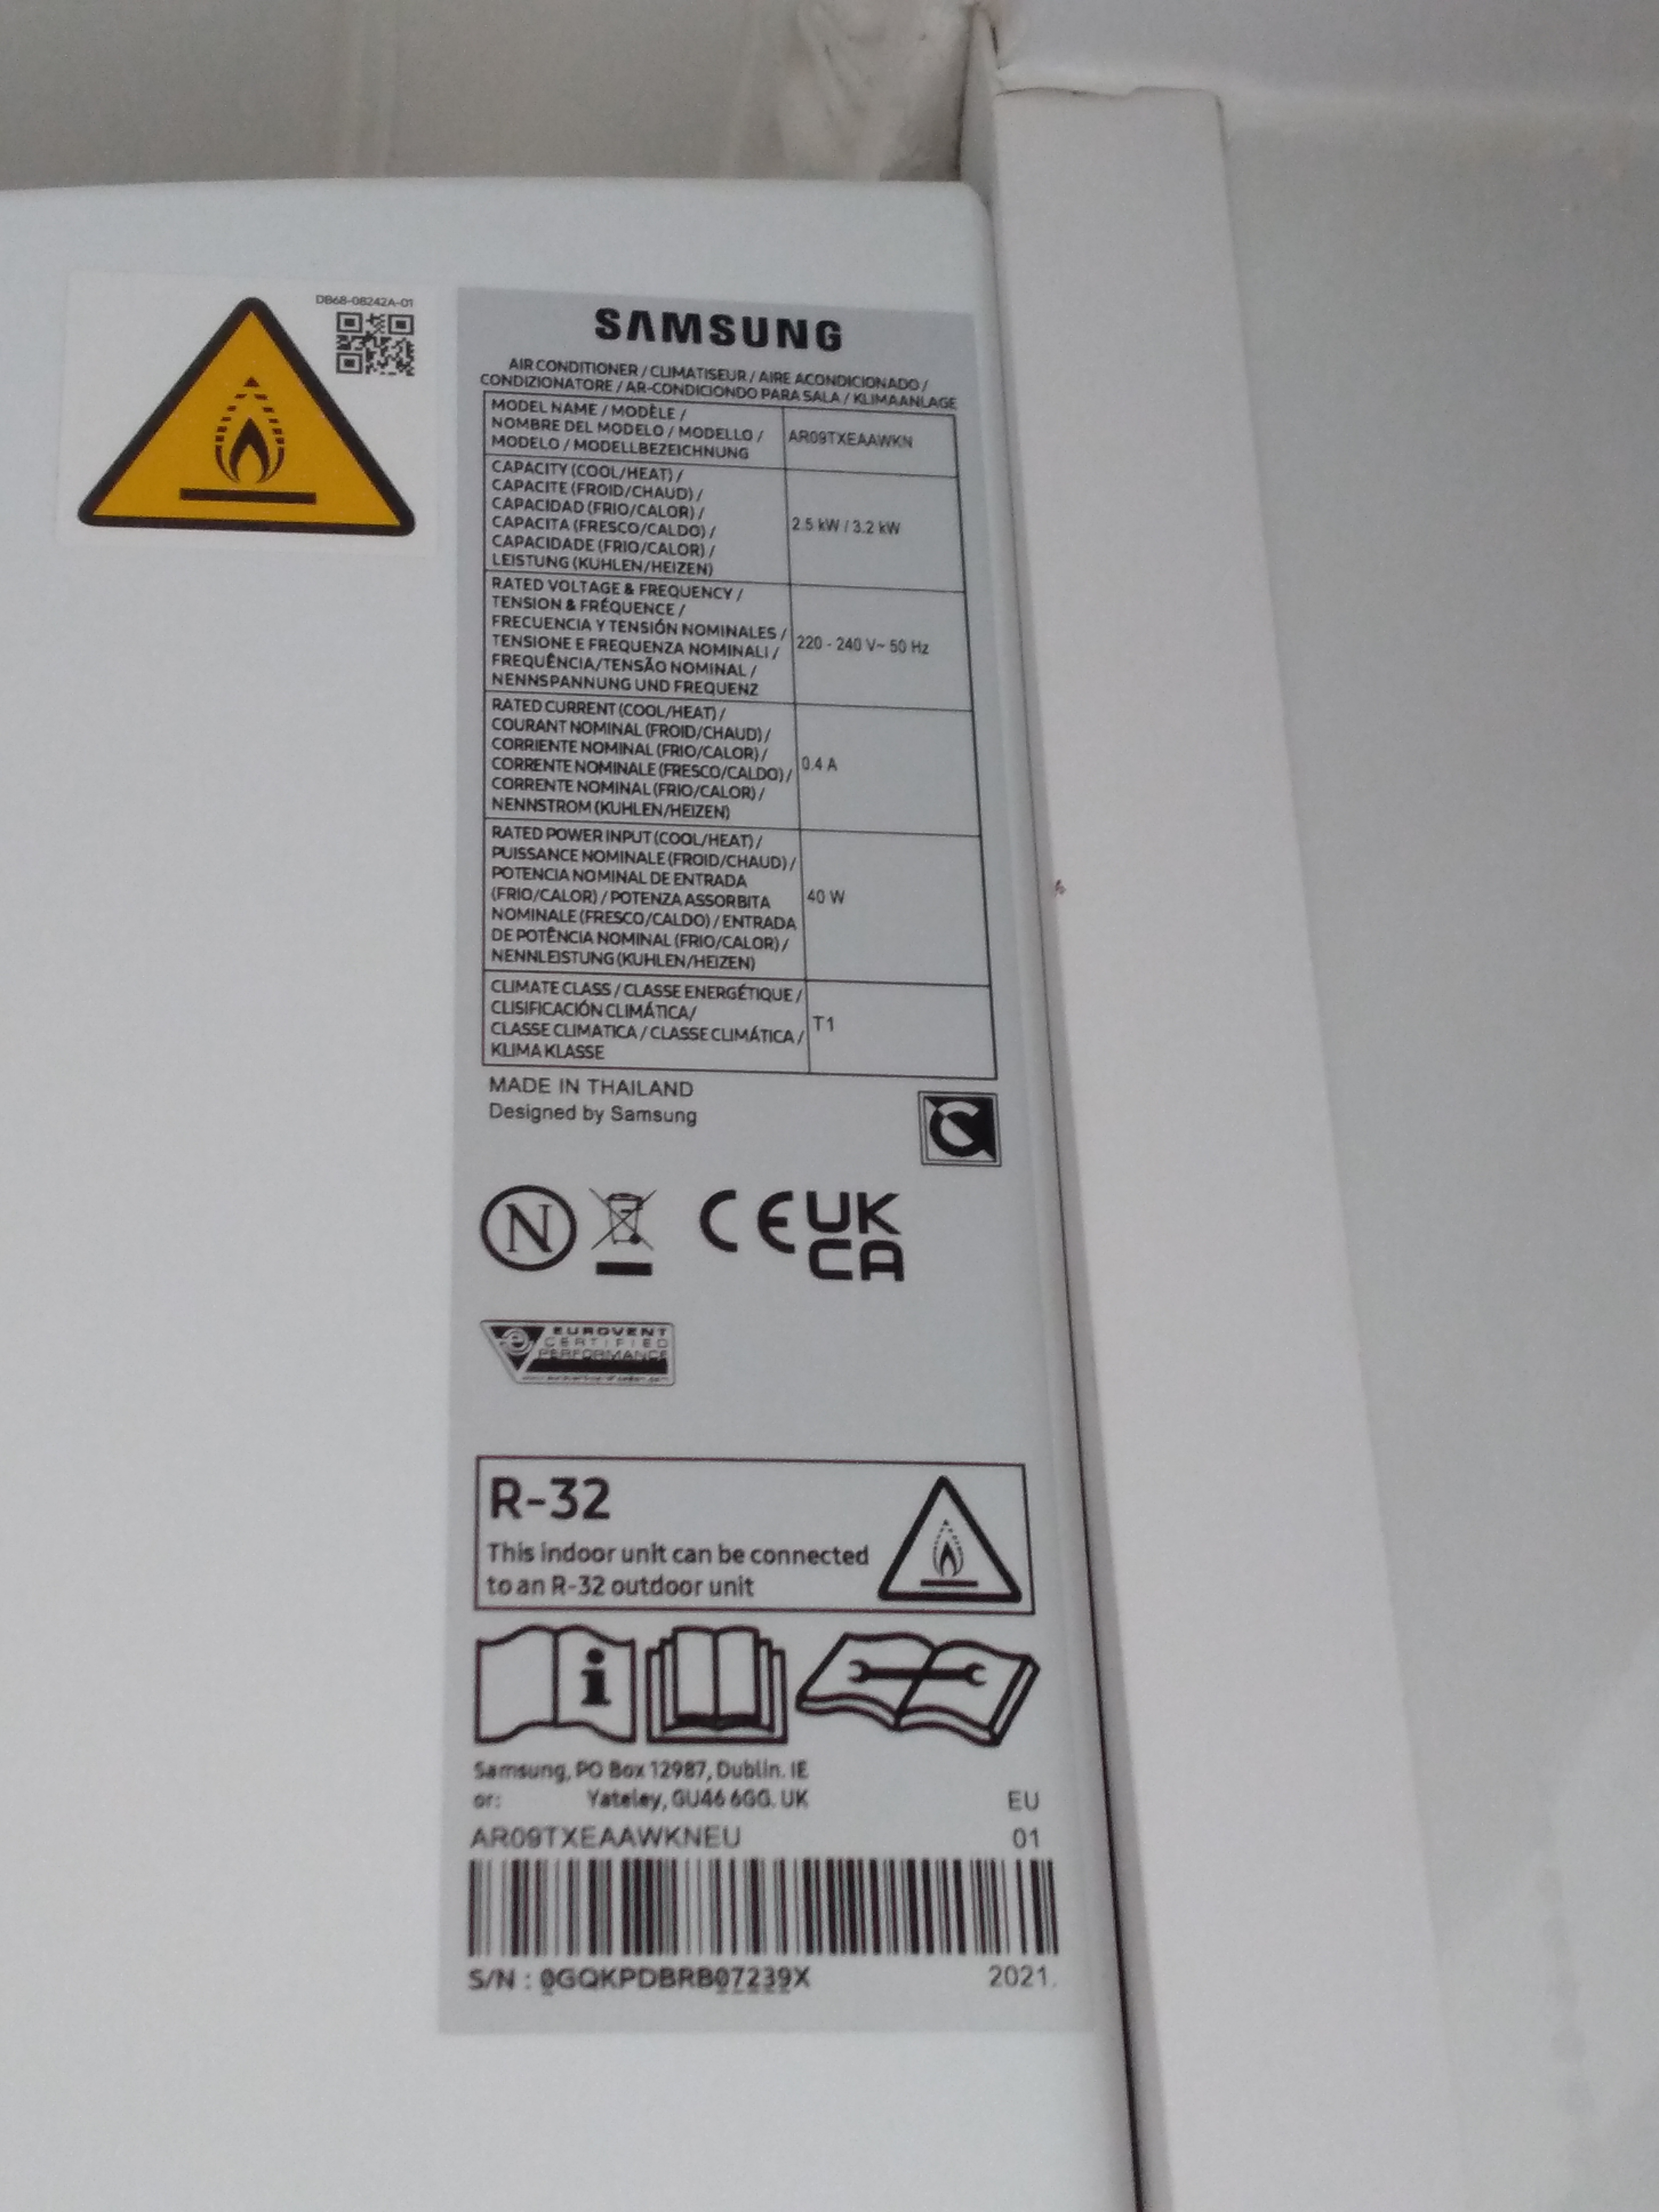 DB68-08242A-01
SAMSUNG
AIR CONDITIONER / CLIMATISEUR / AIRE ACONDICIONADO /
CONDIZIONATORE / AR-CONDICIONDO PARA SALA / KLIMAANLAGE
MODEL NAME / MODÈLE /
NOMBRE DEL MODELO / MODELLO /
MODELO / MODELLBEZEICHNUNG
AR09TXEAAWKN
CAPACITY (COOL/HEAT) /
CAPACITE (FROID/CHAUD) /
CAPACIDAD (FRIO/CALOR) /
CAPACITA (FRESCO/CALDO) /
CAPACIDADE (FRIO/CALOR) /
LEISTUNG (KUHLEN/HEIZEN)
2.5 kW / 3.2 kW
RATED VOLTAGE & FREQUENCY /
TENSION & FRÉQUENCE /
FRECUENCIA Y TENSIÓN NOMINALES /
TENSIONE E FREQUENZA NOMINALI /
FREQUÊNCIA/TENSÃO NOMINAL /
NENNSPANNUNG UND FREQUENZ
220 - 240 V~ 50 Hz
RATED CURRENT (COOL/HEAT) /
COURANT NOMINAL (FROID/CHAUD) /
CORRIENTE NOMINAL (FRIO/CALOR) /
CORRENTE NOMINALE (FRESCO/CALDO) /
CORRENTE NOMINAL (FRIO/CALOR) /
NENNSTROM (KUHLEN/HEIZEN)
0.4 A
RATED POWER INPUT (COOL/HEAT) /
PUISSANCE NOMINALE (FROID/CHAUD) /
POTENCIA NOMINAL DE ENTRADA
(FRIO/CALOR) / POTENZA ASSORBITA
NOMINALE (FRESCO/CALDO) / ENTRADA
DE POTÊNCIA NOMINAL (FRIO/CALOR) /
NENNLEISTUNG (KUHLEN/HEIZEN)
40 W
CLIMATE CLASS / CLASSE ENERGÉTIQUE /
CLISIFICACIÓN CLIMÁTICA/
CLASSE CLIMATICA / CLASSE CLIMÁTICA /
KLIMA KLASSE
T1
MADE IN THAILAND
Designed by Samsung
N
CE
UK
CA
EUROVENT
CERTIFIED
PERFORMANCE
R-32
This indoor unit can be connected
to an R-32 outdoor unit
Samsung, PO Box 12987, Dublin. IE
or: Yateley, GU46 6GG. UK
EU
AR09TXEAAWKNEU
01
S/N : 0GQKPDBRB07239X
2021.